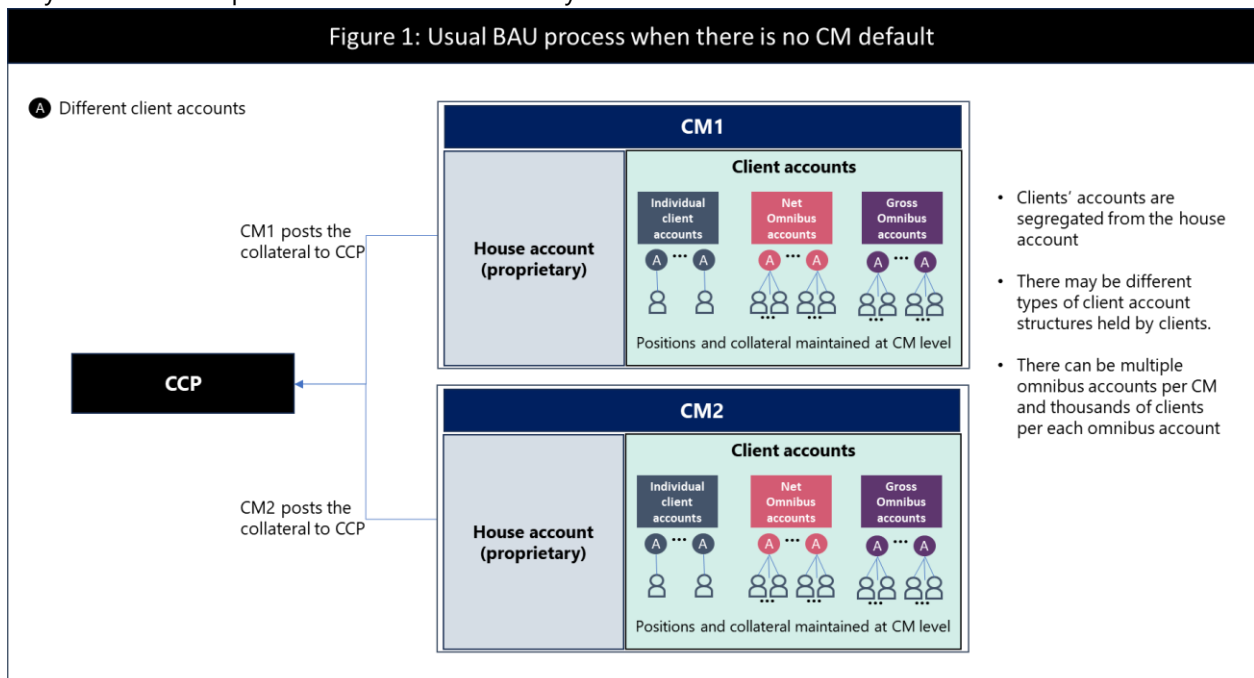 Figure 1: Usual BAU process when there is no CM default
A Different client accounts
CM1 posts the
collateral to CCP
CCP
CM2 posts the
collateral to CCP
CM1
House account
(proprietary)
Client accounts
Individual
client
accounts
Net
Omnibus
accounts
Gross
Omnibus
accounts
A ••• A
A ••• A
A ••• A
•••
•••
•••
•••
Positions and collateral maintained at CM level
CM2
House account
(proprietary)
Client accounts
Individual
client
accounts
Net
Omnibus
accounts
Gross
Omnibus
accounts
A ••• A
A ••• A
A ••• A
•••
•••
•••
•••
Positions and collateral maintained at CM level
• Clients’ accounts are
segregated from the house
account
• There may be different
types of client account
structures held by clients.
• There can be multiple
omnibus accounts per CM
and thousands of clients
per each omnibus account